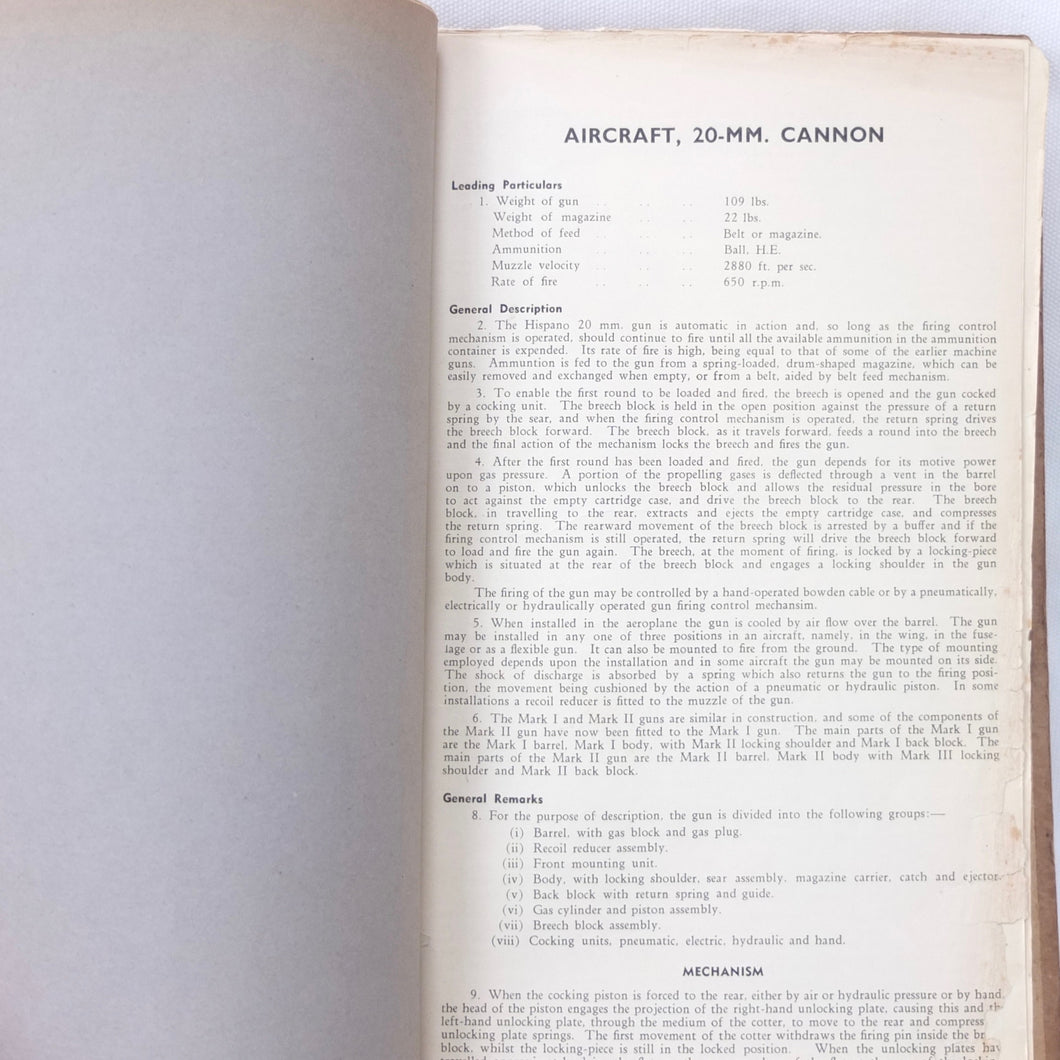 AIRCRAFT, 20-MM. CANNON
Leading Particulars
1. Weight of gun .. .. .. 109 lbs.
Weight of magazine .. .. 22 lbs.
Method of feed .. .. .. Belt or magazine.
Ammunition .. .. .. Ball, H.E.
Muzzle velocity .. .. .. 2880 ft. per sec.
Rate of fire .. .. .. 650 r.p.m.
General Description
2. The Hispano 20 mm. gun is automatic in action and, so long as the firing control
mechanism is operated, should continue to fire until all the available ammunition in the ammunition
container is expended. Its rate of fire is high, being equal to that of some of the earlier machine
guns. Ammuntion is fed to the gun from a spring-loaded, drum-shaped magazine, which can be
easily removed and exchanged when empty, or from a belt, aided by belt feed mechanism.
3. To enable the first round to be loaded and fired, the breech is opened and the gun cocked
by a cocking unit. The breech block is held in the open position against the pressure of a return
spring by the sear, and when the firing control mechanism is operated, the return spring drives
the breech block forward. The breech block, as it travels forward, feeds a round into the breech
and the final action of the mechanism locks the breech and fires the gun.
4. After the first round has been loaded and fired, the gun depends for its motive power
upon gas pressure. A portion of the propelling gases is deflected through a vent in the barrel
on to a piston, which unlocks the breech block and allows the residual pressure in the bore
to act against the empty cartridge case, and drive the breech block to the rear. The breech
block, in travelling to the rear, extracts and ejects the empty cartridge case, and compresses
the return spring. The rearward movement of the breech block is arrested by a buffer and if the
firing control mechanism is still operated, the return spring will drive the breech block forward
to load and fire the gun again. The breech, at the moment of firing, is locked by a locking-piece
which is situated at the rear of the breech block and engages a locking shoulder in the gun
body.
The firing of the gun may be controlled by a hand-operated bowden cable or by a pneumatically,
electrically or hydraulically operated gun firing control mechansim.
5. When installed in the aeroplane the gun is cooled by air flow over the barrel. The gun
may be installed in any one of three positions in an aircraft, namely, in the wing, in the fuse-
lage or as a flexible gun. It can also be mounted to fire from the ground. The type of mounting
employed depends upon the installation and in some aircraft the gun may be mounted on its side.
The shock of discharge is absorbed by a spring which also returns the gun to the firing posi-
tion, the movement being cushioned by the action of a pneumatic or hydraulic piston. In some
installations a recoil reducer is fitted to the muzzle of the gun.
6. The Mark I and Mark II guns are similar in construction, and some of the components of
the Mark II gun have now been fitted to the Mark I gun. The main parts of the Mark I gun
are the Mark I barrel, Mark I body, with Mark II locking shoulder and Mark I back block. The
main parts of the Mark II gun are the Mark II barrel, Mark II body with Mark III locking
shoulder and Mark II back block.
General Remarks
8. For the purpose of description, the gun is divided into the following groups:—
(i) Barrel, with gas block and gas plug.
(ii) Recoil reducer assembly.
(iii) Front mounting unit.
(iv) Body, with locking shoulder, sear assembly, magazine carrier, catch and ejector.
(v) Back block with return spring and guide.
(vi) Gas cylinder and piston assembly.
(vii) Breech block assembly.
(viii) Cocking units, pneumatic, electric, hydraulic and hand.
MECHANISM
9. When the cocking piston is forced to the rear, either by air or hydraulic pressure or by hand,
the head of the piston engages the projection of the right-hand unlocking plate, causing this and th
left-hand unlocking plate, through the medium of the cotter, to move to the rear and compress
unlocking plate springs. The first movement of the cotter withdraws the firing pin inside the br
block, whilst the locking-piece is still in the locked position. When the unlocking plates hav